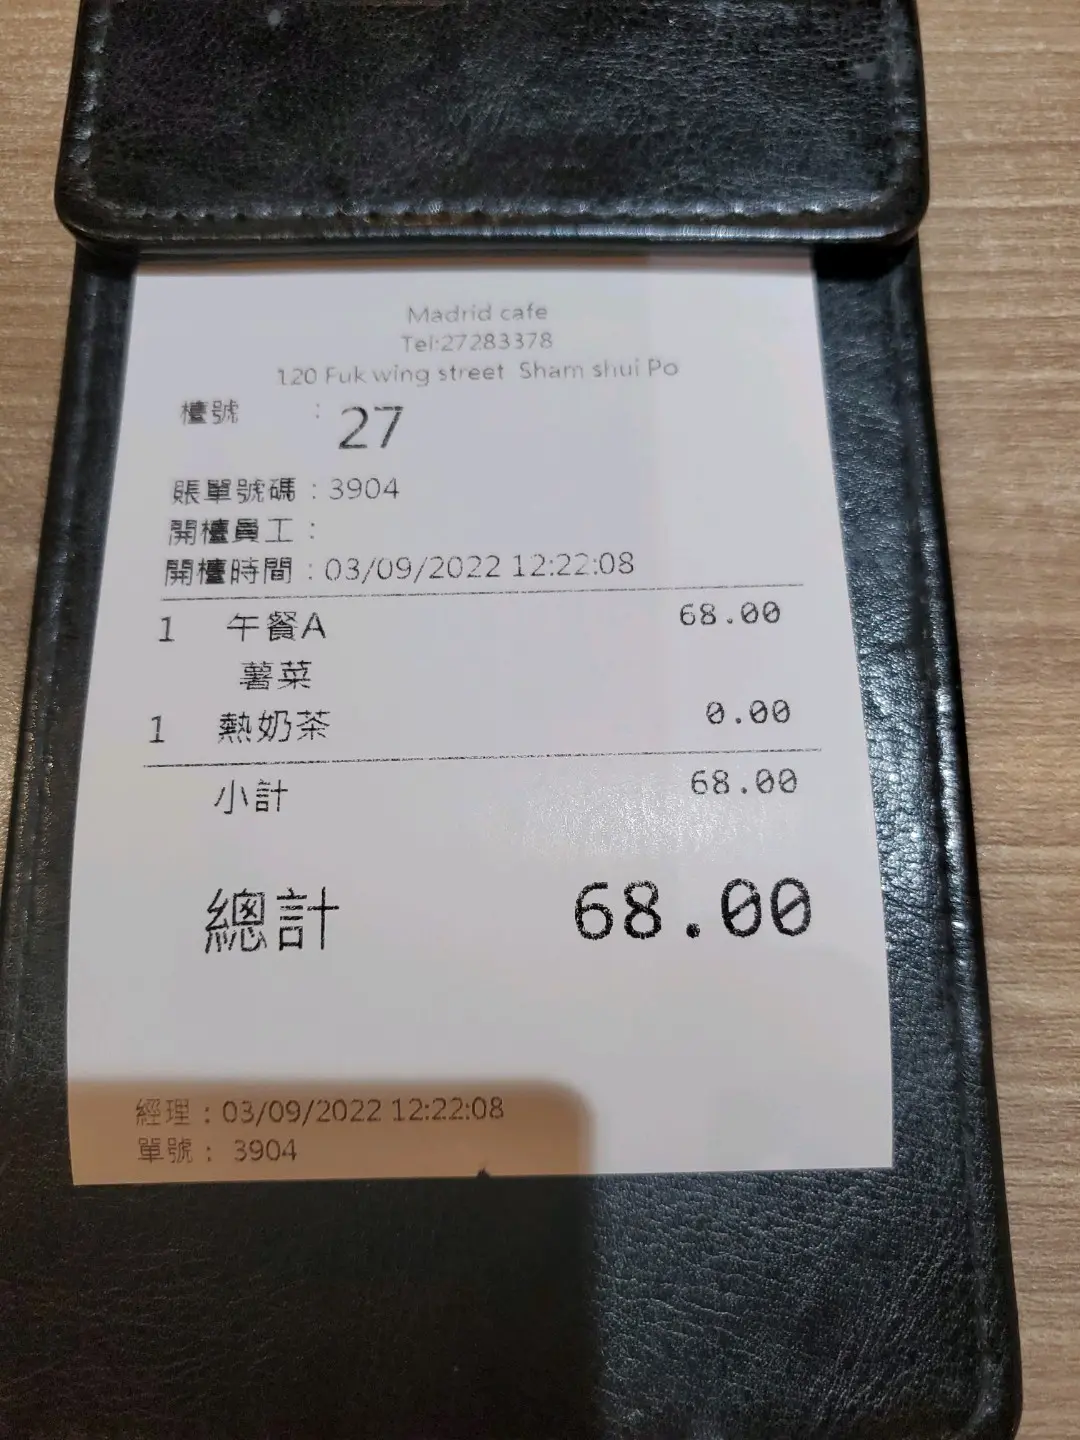 Madrid cafe
Tel:27283378
120 Fuk wing street Sham shui Po
檯號 : 27
賬單號碼 : 3904
開檯員工 :
開檯時間 : 03/09/2022 12:22:08
1 午餐A 68.00
薯菜
1 熱奶茶 0.00
小計 68.00
總計 68.00
經理 : 03/09/2022 12:22:08
單號 : 3904